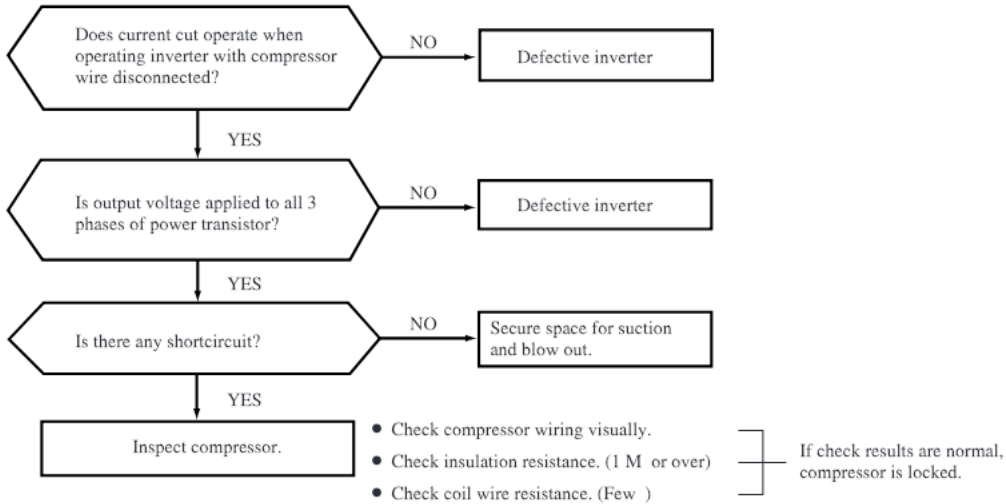 Does current cut operate when
operating inverter with compressor
wire disconnected?
NO
Defective inverter
YES
Is output voltage applied to all 3
phases of power transistor?
NO
Defective inverter
YES
Is there any shortcircuit?
NO
Secure space for suction
and blow out.
YES
Inspect compressor.
• Check compressor wiring visually.
• Check insulation resistance. (1 M or over)
• Check coil wire resistance. (Few )
If check results are normal,
compressor is locked.